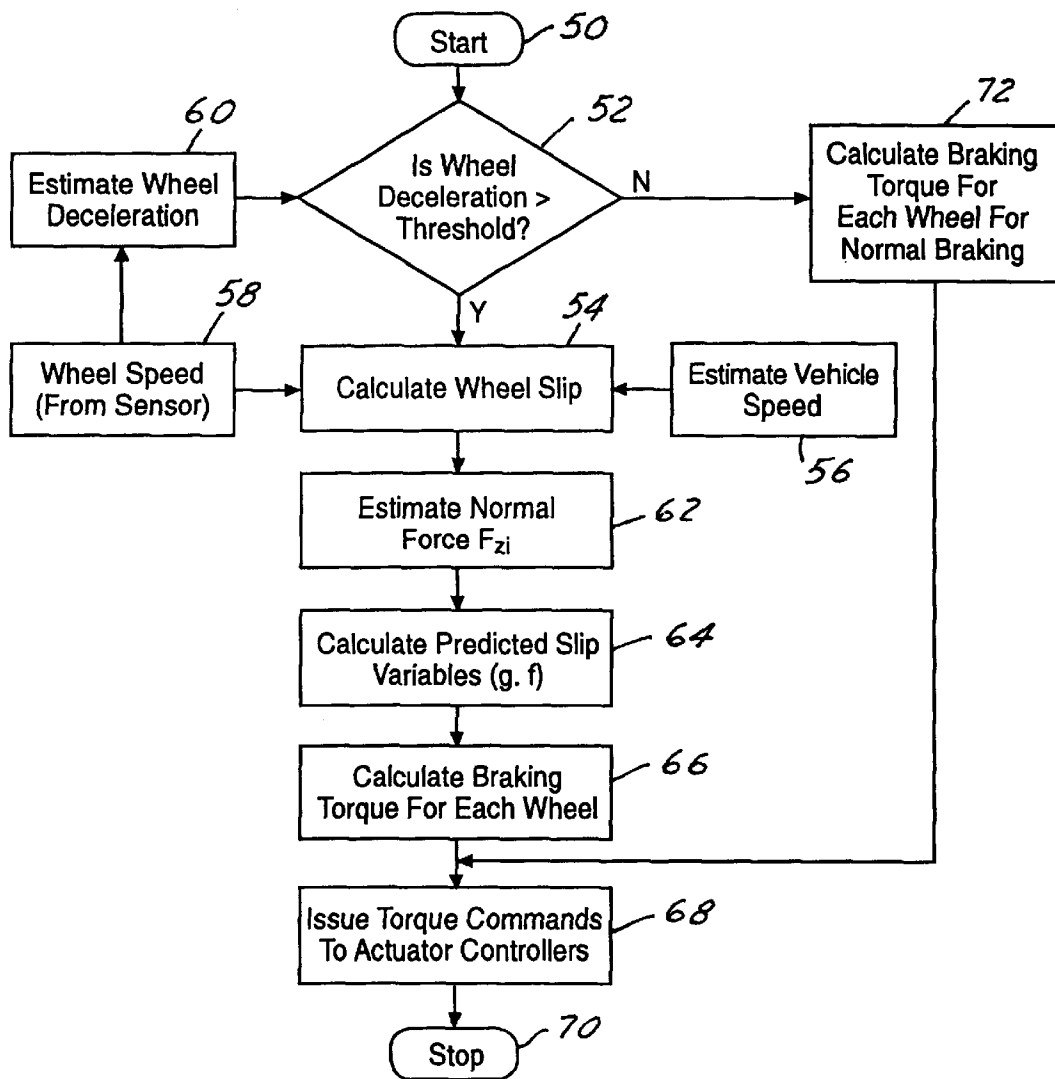 Start
50
60
52
72
Estimate Wheel
Deceleration
Is Wheel
Deceleration >
Threshold?
N
Calculate Braking
Torque For
Each Wheel For
Normal Braking
Y
58
54
Wheel Speed
(From Sensor)
Calculate Wheel Slip
Estimate Vehicle
Speed
56
Estimate Normal
Force Fzi
62
Calculate Predicted Slip
Variables (g. f)
64
Calculate Braking
Torque For Each Wheel
66
Issue Torque Commands
To Actuator Controllers
68
Stop
70